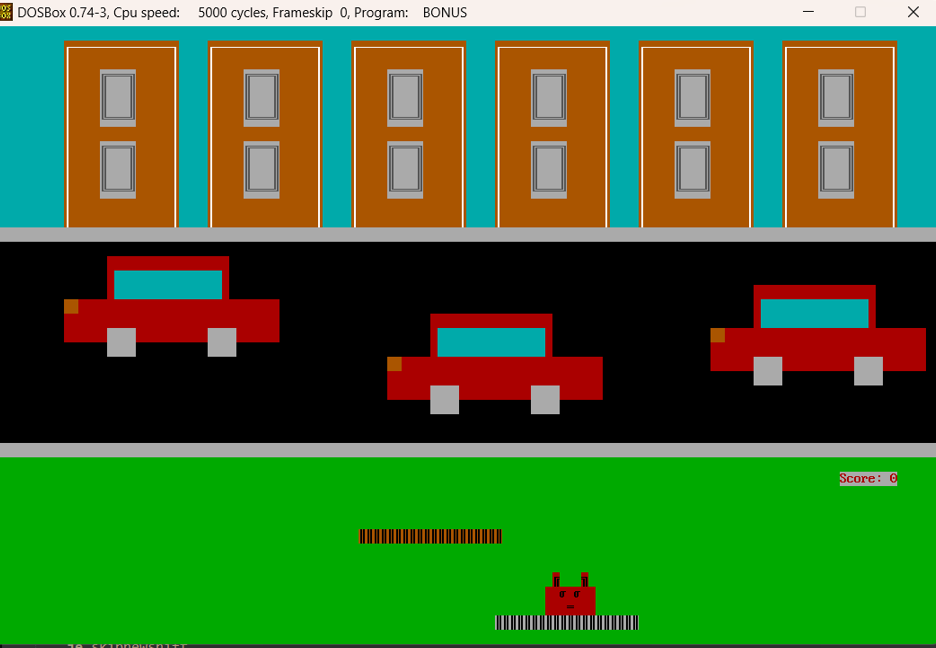 DOSBox 0.74-3, Cpu speed: 5000 cycles, Frameskip 0, Program: BONUS
Score: 0